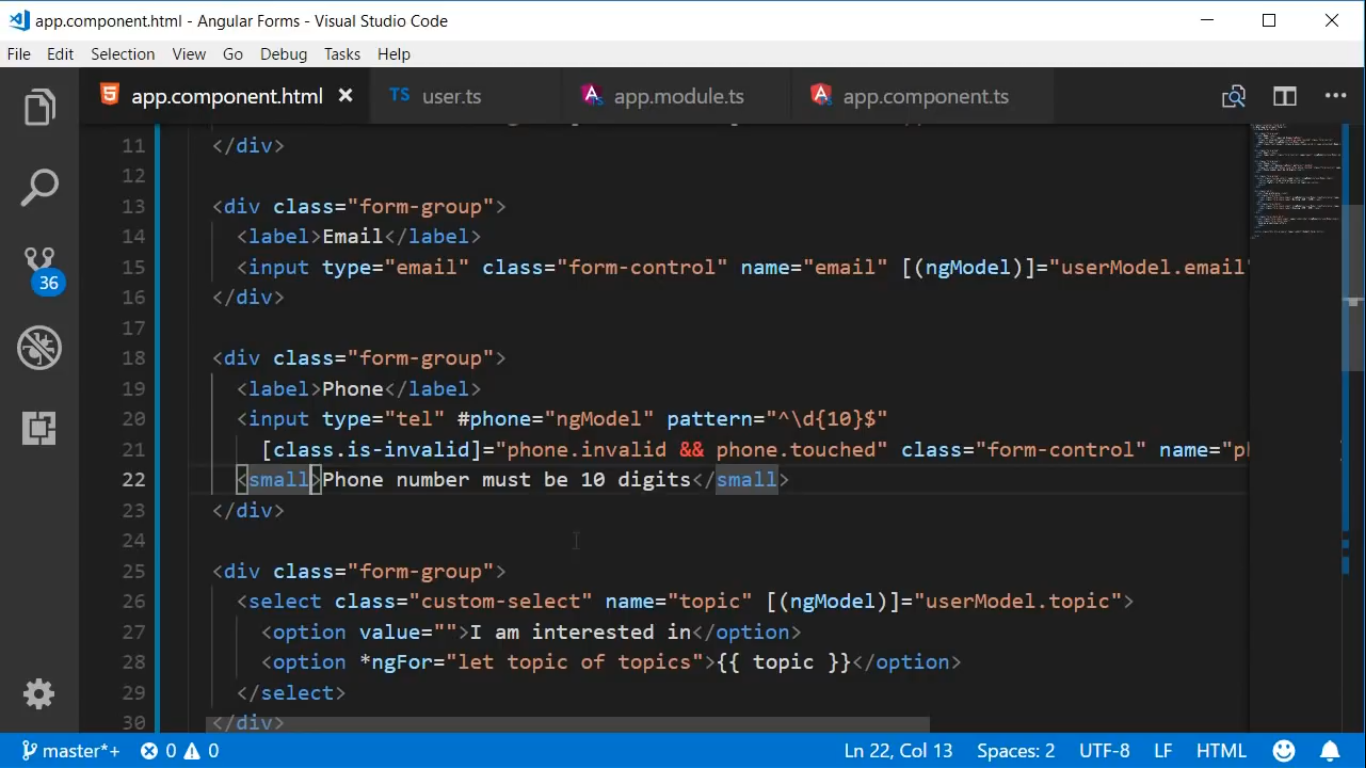 app.component.html - Angular Forms - Visual Studio Code
File Edit Selection View Go Debug Tasks Help
app.component.html TS user.ts app.module.ts app.component.ts
11 </div>
12
13 <div class="form-group">
14 <label>Email</label>
15 <input type="email" class="form-control" name="email" [(ngModel)]="userModel.email"
16 </div>
17
18 <div class="form-group">
19 <label>Phone</label>
20 <input type="tel" #phone="ngModel" pattern="^\d{10}$"
21 [class.is-invalid]="phone.invalid && phone.touched" class="form-control" name="ph
22 <small>Phone number must be 10 digits</small>
23 </div>
24
25 <div class="form-group">
26 <select class="custom-select" name="topic" [(ngModel)]="userModel.topic">
27 <option value="">I am interested in</option>
28 <option *ngFor="let topic of topics">{{ topic }}</option>
29 </select>
30 </div>
36
master*+ 0 0 Ln 22, Col 13 Spaces: 2 UTF-8 LF HTML